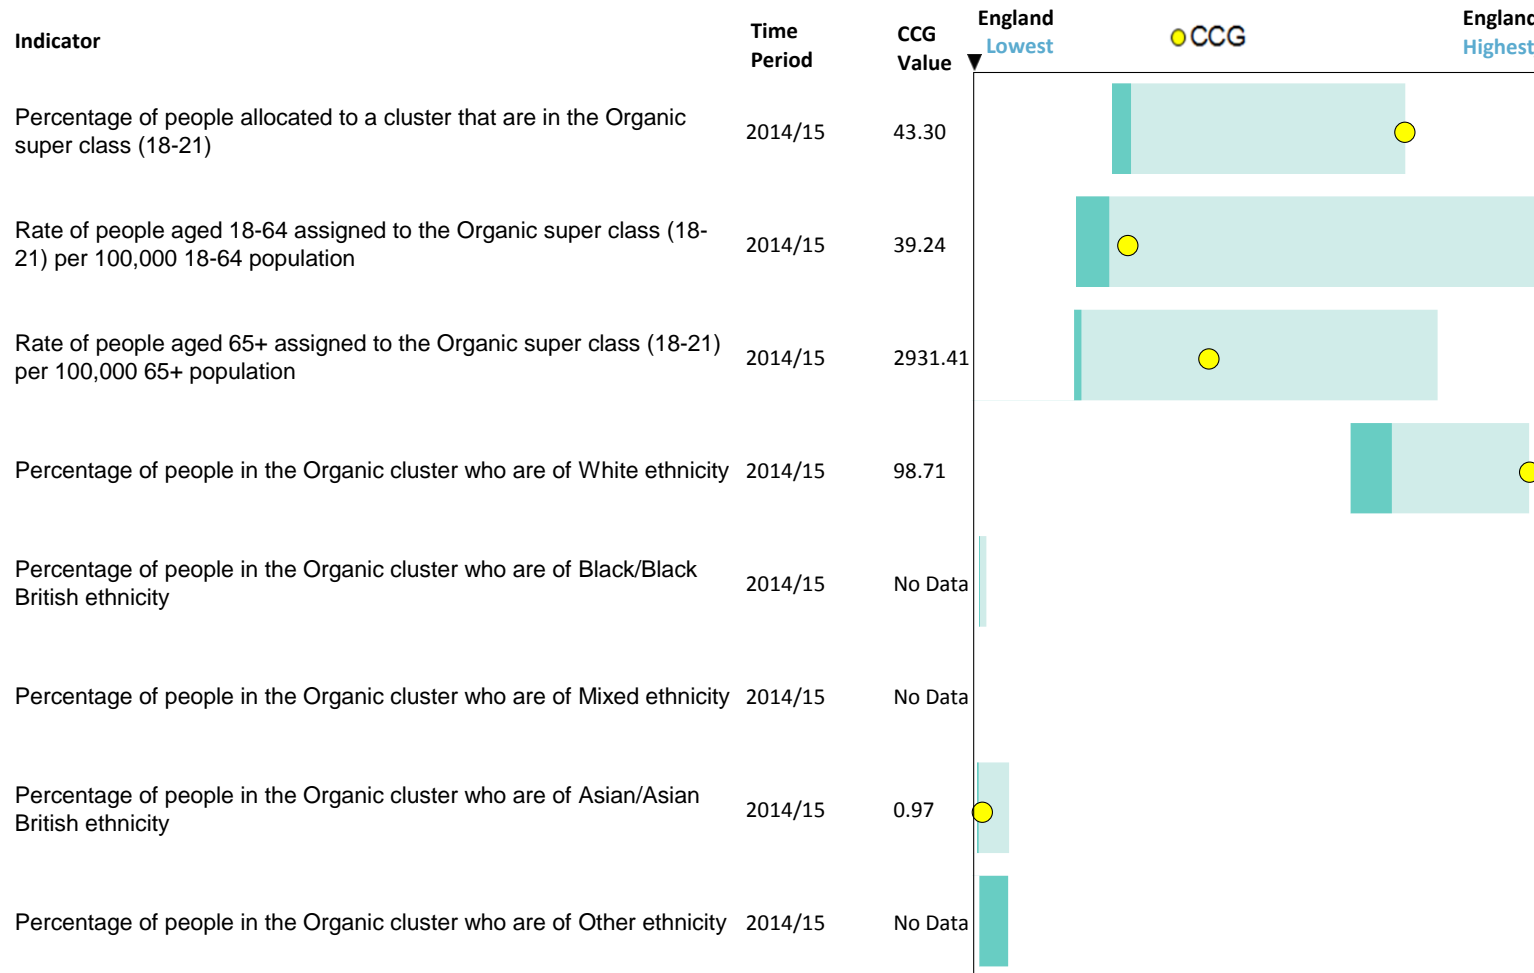 Indicator
Time
Period
CCG
Value
England
Lowest
CCG
England
Highest
Percentage of people allocated to a cluster that are in the Organic
super class (18-21)
2014/15
43.30
Rate of people aged 18-64 assigned to the Organic super class (18-
21) per 100,000 18-64 population
2014/15
39.24
Rate of people aged 65+ assigned to the Organic super class (18-21)
per 100,000 65+ population
2014/15
2931.41
Percentage of people in the Organic cluster who are of White ethnicity
2014/15
98.71
Percentage of people in the Organic cluster who are of Black/Black
British ethnicity
2014/15
No Data
Percentage of people in the Organic cluster who are of Mixed ethnicity
2014/15
No Data
Percentage of people in the Organic cluster who are of Asian/Asian
British ethnicity
2014/15
0.97
Percentage of people in the Organic cluster who are of Other ethnicity
2014/15
No Data